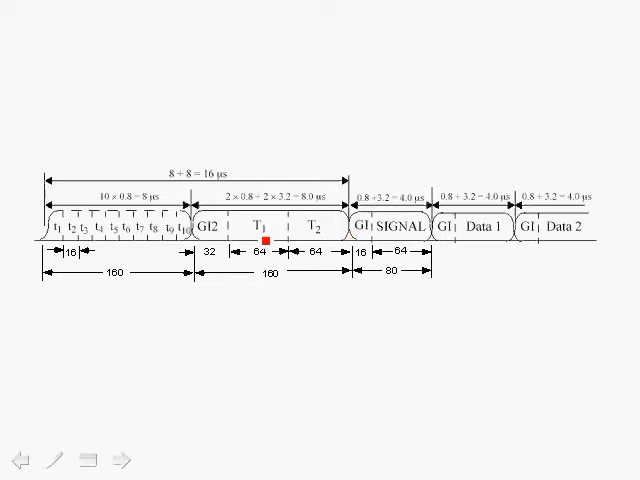 8 + 8 = 16 μs
10 × 0.8 = 8 μs 2 × 0.8 + 2 × 3.2 = 8.0 μs 0.8 +3.2 = 4.0 μs 0.8 + 3.2 = 4.0 μs 0.8 + 3.2 = 4.0 μs
t1 t2 t3 t4 t5 t6 t7 t8 t9 t10 GI2 T1 T2 GI SIGNAL GI Data 1 GI Data 2
16 32 64 64 16 64
160 160 80